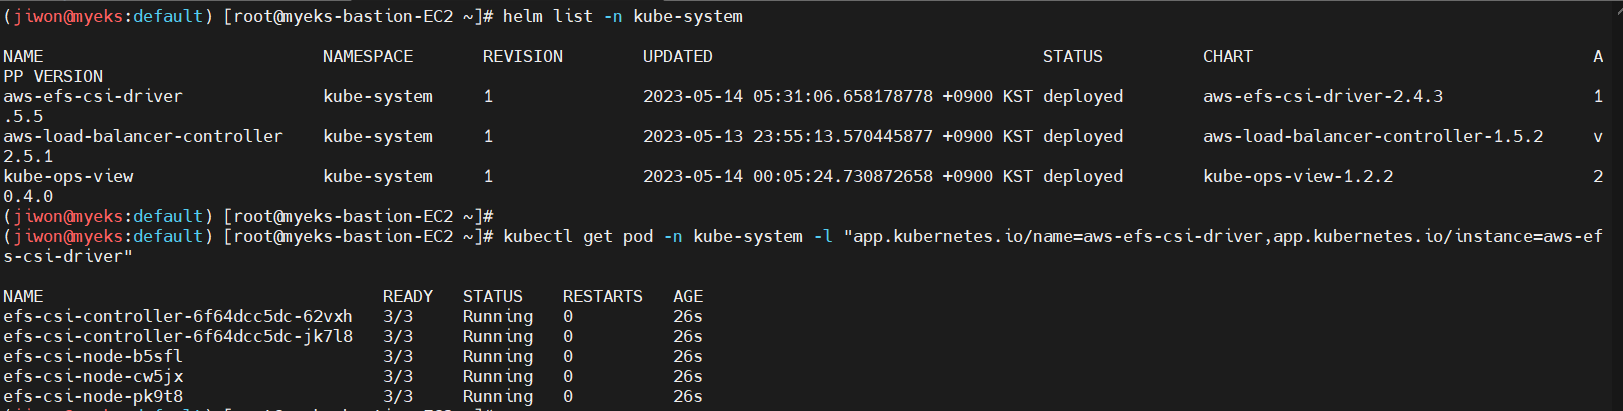 (jiwon@myeks:default) [root@myeks-bastion-EC2 ~]# helm list -n kube-system
NAME NAMESPACE REVISION UPDATED STATUS CHART A
PP VERSION
aws-efs-csi-driver kube-system 1 2023-05-14 05:31:06.658178778 +0900 KST deployed aws-efs-csi-driver-2.4.3 1
.5.5
aws-load-balancer-controller kube-system 1 2023-05-13 23:55:13.570445877 +0900 KST deployed aws-load-balancer-controller-1.5.2 v
2.5.1
kube-ops-view kube-system 1 2023-05-14 00:05:24.730872658 +0900 KST deployed kube-ops-view-1.2.2 2
0.4.0
(jiwon@myeks:default) [root@myeks-bastion-EC2 ~]#
(jiwon@myeks:default) [root@myeks-bastion-EC2 ~]# kubectl get pod -n kube-system -l "app.kubernetes.io/name=aws-efs-csi-driver,app.kubernetes.io/instance=aws-ef
s-csi-driver"
NAME READY STATUS RESTARTS AGE
efs-csi-controller-6f64dcc5dc-62vxh 3/3 Running 0 26s
efs-csi-controller-6f64dcc5dc-jk7l8 3/3 Running 0 26s
efs-csi-node-b5sfl 3/3 Running 0 26s
efs-csi-node-cw5jx 3/3 Running 0 26s
efs-csi-node-pk9t8 3/3 Running 0 26s